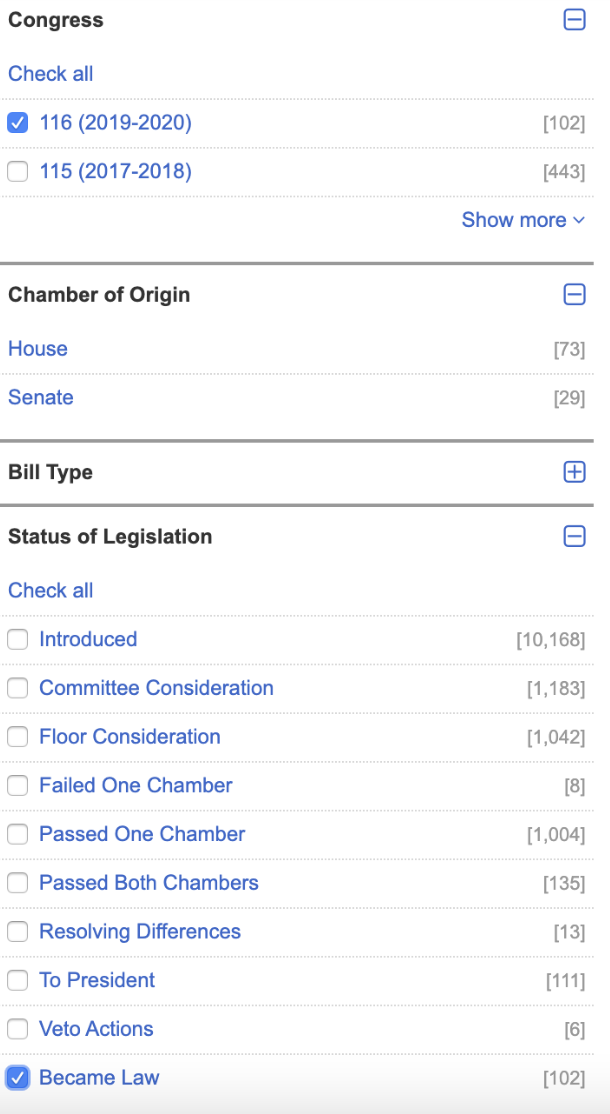 Congress
Check all
116 (2019-2020) [102]
115 (2017-2018) [443]
Show more
Chamber of Origin
House [73]
Senate [29]
Bill Type
Status of Legislation
Check all
Introduced [10,168]
Committee Consideration [1,183]
Floor Consideration [1,042]
Failed One Chamber [8]
Passed One Chamber [1,004]
Passed Both Chambers [135]
Resolving Differences [13]
To President [111]
Veto Actions [6]
Became Law [102]